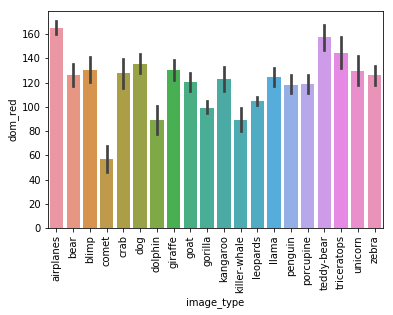 160
140
120
100
80
60
40
20
0
dom_red
airplanes
bear
blimp
comet
crab
dog
dolphin
giraffe
goat
gorilla
kangaroo
killer-whale
leopards
llama
penguin
porcupine
teddy-bear
triceratops
unicorn
zebra
image_type